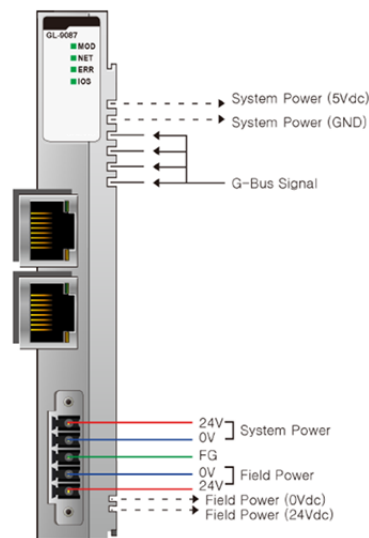 GL-9087
MOD
NET
ERR
IOS
System Power (5Vdc)
System Power (GND)
G-Bus Signal
24V
0V
System Power
FG
0V
24V
Field Power
Field Power (0Vdc)
Field Power (24Vdc)